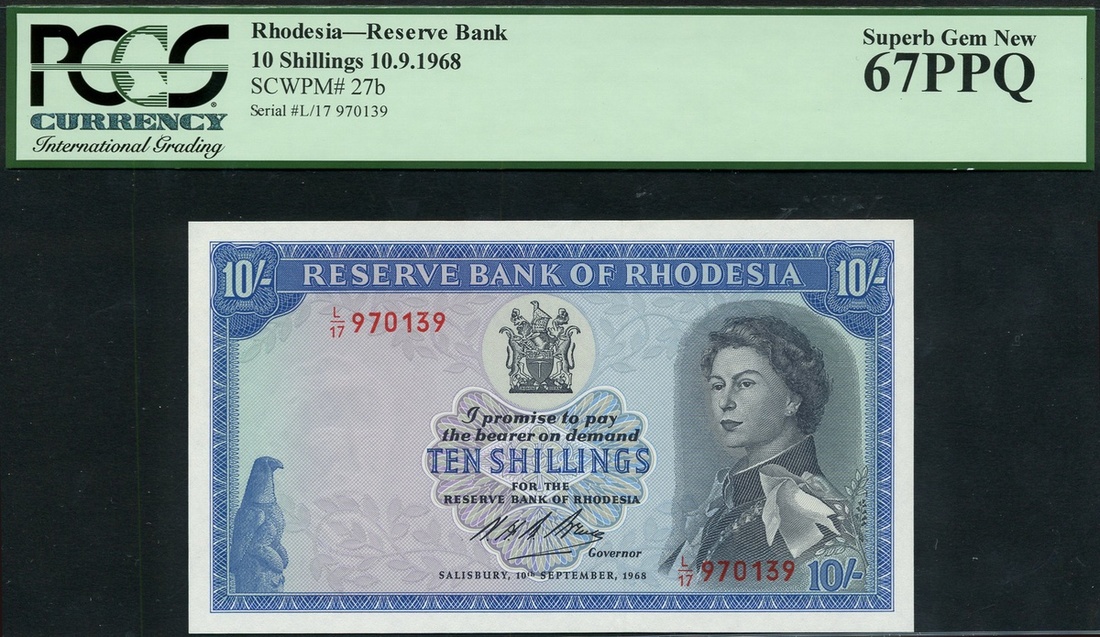 PCGS
CURRENCY
International Grading
Rhodesia—Reserve Bank
10 Shillings 10.9.1968
SCWPM# 27b
Serial #L/17 970139
Superb Gem New
67PPQ
10/- RESERVE BANK OF RHODESIA 10/-
L/17 970139
I promise to pay
the bearer on demand
TEN SHILLINGS
FOR THE
RESERVE BANK OF RHODESIA
Governor
SALISBURY, 10th SEPTEMBER, 1968
L/17 970139 10/-